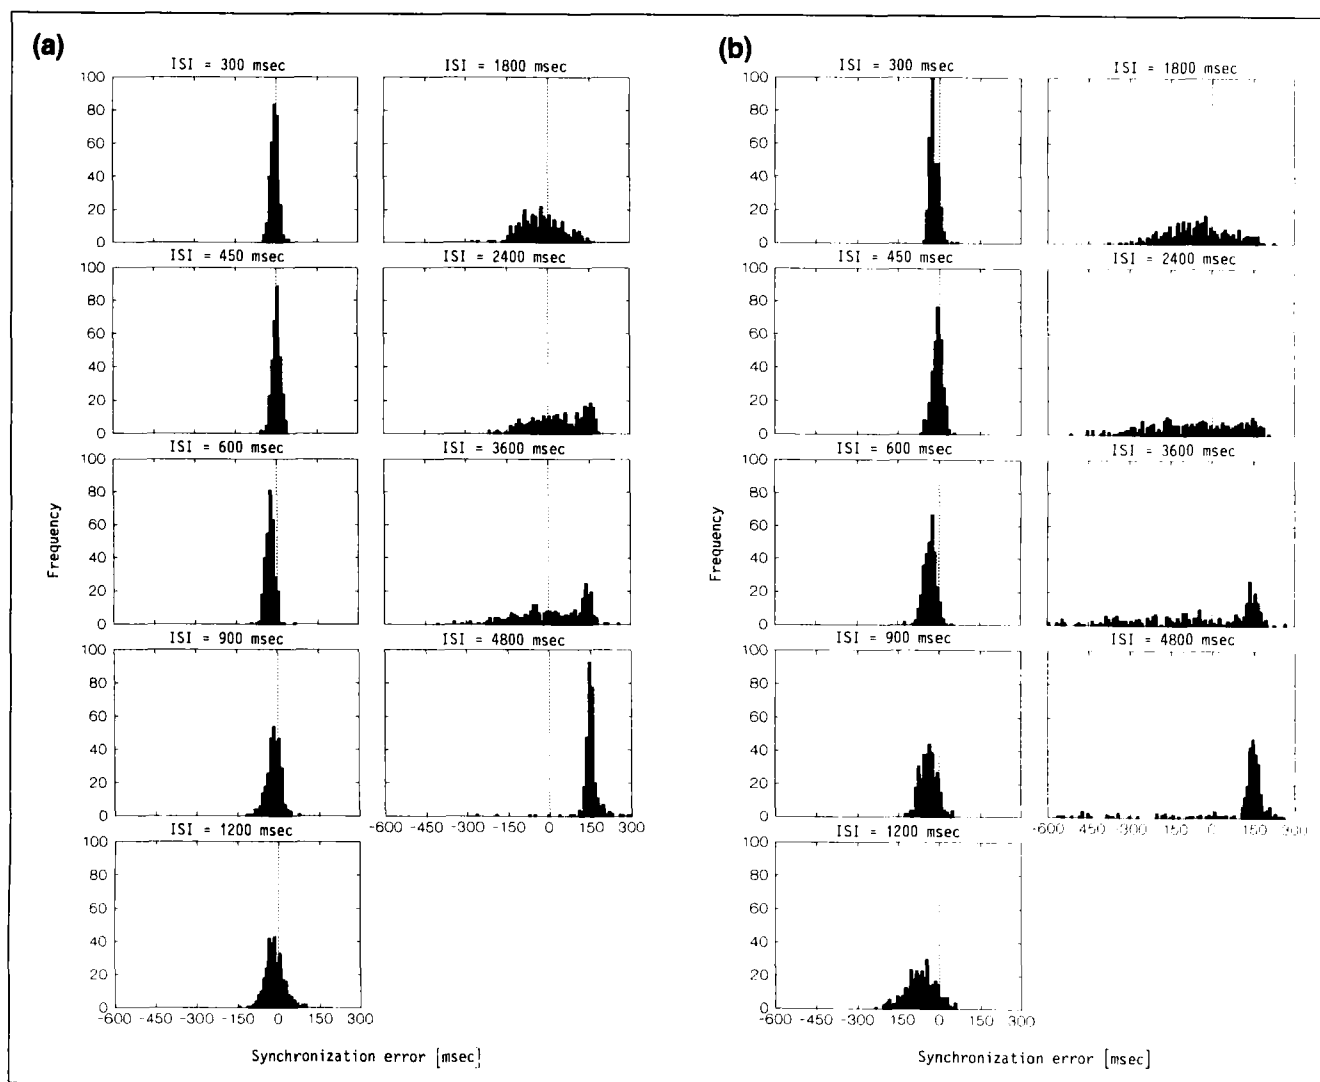 (a)
(b)
ISI = 300 msec
ISI = 1800 msec
100
80
60
40
20
0
ISI = 450 msec
ISI = 2400 msec
100
80
60
40
20
0
ISI = 600 msec
ISI = 3600 msec
100
80
60
40
20
0
ISI = 900 msec
ISI = 4800 msec
100
80
60
40
20
0
-600 -450 -300 -150 0 150 300
ISI = 1200 msec
100
80
60
40
20
0
-600 -450 -300 -150 0 150 300
Frequency
Synchronization error [msec]
ISI = 300 msec
ISI = 1800 msec
100
80
60
40
20
0
ISI = 450 msec
ISI = 2400 msec
100
80
60
40
20
0
ISI = 600 msec
ISI = 3600 msec
100
80
60
40
20
0
ISI = 900 msec
ISI = 4800 msec
100
80
60
40
20
0
-600 -450 300 150 0 150 300
ISI = 1200 msec
100
80
60
40
20
0
-600 -450 -300 150 0 150 300
Frequency
Synchronization error [msec]